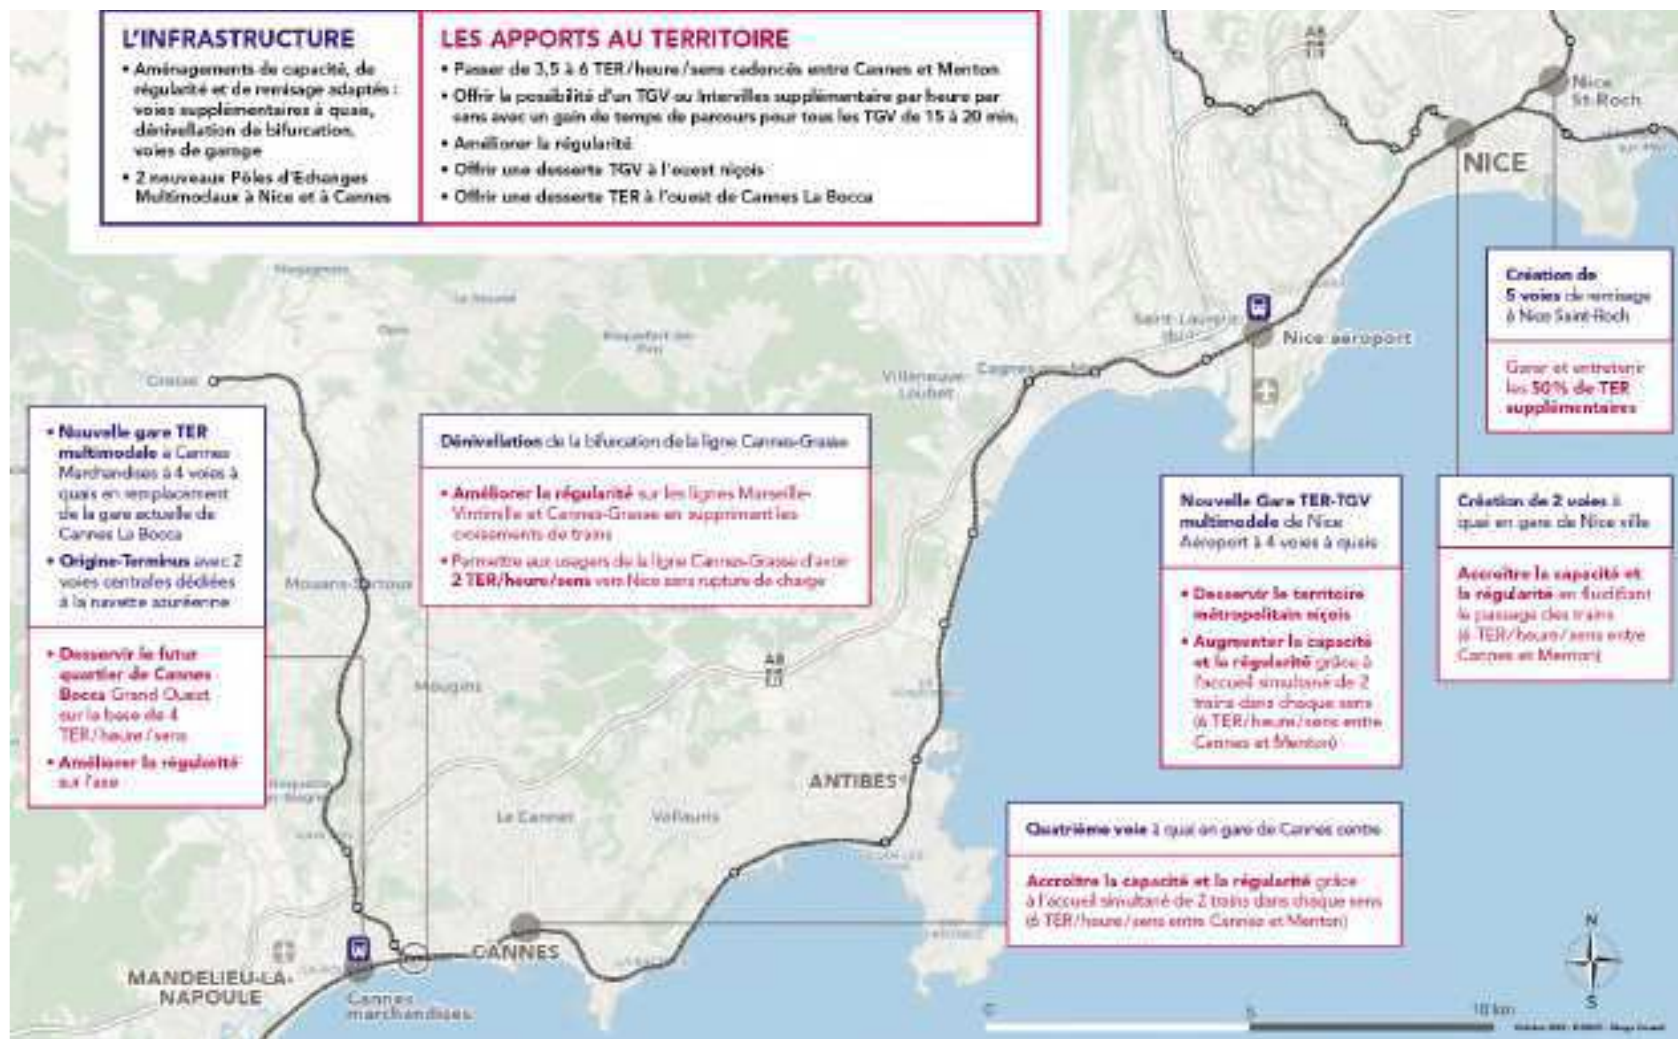 L'INFRASTRUCTURE
• Aménagements de capacité, de
régularité et de remisage adaptés :
voies supplémentaires à quais,
dénivellation de bifurcation,
voies de garage
• 2 nouveaux Pôles d'Echanges
Multimodaux à Nice et à Cannes
LES APPORTS AU TERRITOIRE
• Passer de 3,5 à 6 TER/heure/sens cadencés entre Cannes et Menton
• Offrir la possibilité d'un TGV ou Intervilles supplémentaire par heure par
sens avec un gain de temps de parcours pour tous les TGV de 15 à 20 min.
• Améliorer la régularité
• Offrir une desserte TGV à l'ouest niçois
• Offrir une desserte TER à l'ouest de Cannes La Bocca
A8
Nice
St-Roch
NICE
Création de
5 voies de remisage
à Nice Saint-Roch
Garer et entretenir
les 50% de TER
supplémentaires
Saint-Laurent-
Nice aéroport
Villeneuve-
Loubet
Cagnes
Grasse
• Nouvelle gare TER
multimodale à Cannes
Marchandises à 4 voies à
quais en remplacement
de la gare actuelle de
Cannes La Bocca
• Origine-Terminus avec 2
voies centrales dédiées
à la navette azuréenne
• Desservir le futur
quartier de Cannes
Bocca Grand Ouest
sur la base de 4
TER/heure/sens
• Améliorer la régularité
sur l'axe
Dénivellation de la bifurcation de la ligne Cannes-Grasse
• Améliorer la régularité sur les lignes Marseille-
Vintimille et Cannes-Grasse en supprimant les
croisements de trains
• Permettre aux usagers de la ligne Cannes-Grasse d'avoir
2 TER/heure/sens vers Nice sans rupture de charge
Nouvelle Gare TER-TGV
multimodale de Nice
Aéroport à 4 voies à quais
• Desservir le territoire
métropolitain niçois
• Augmenter la capacité
et la régularité grâce à
l'accueil simultané de 2
trains dans chaque sens
(6 TER/heure/sens entre
Cannes et Menton)
Création de 2 voies à
quai en gare de Nice ville
Accroître la capacité et
la régularité en fluidifiant
le passage des trains
(6 TER/heure/sens entre
Cannes et Menton)
Mouans-Sartoux
Mougins
A8
ANTIBES
Le Cannet
Vallauris
Quatrième voie à quai en gare de Cannes centre
Accroître la capacité et la régularité grâce
à l'accueil simultané de 2 trains dans chaque sens
(6 TER/heure/sens entre Cannes et Menton)
CANNES
MANDELIEU-LA-
NAPOULE
Cannes
marchandises
N
S
0
5
10 km